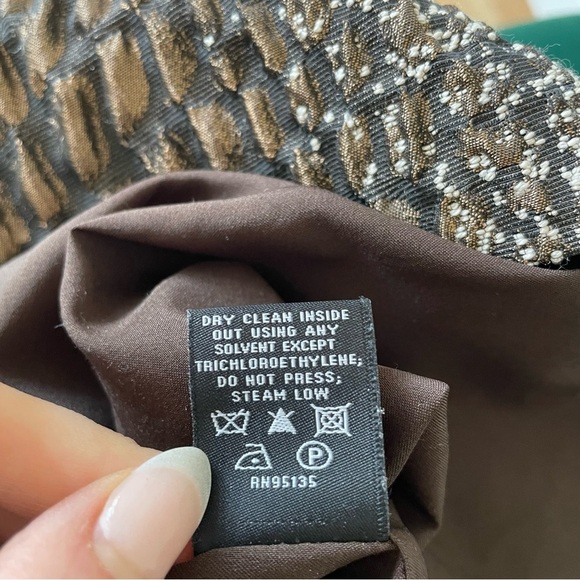 DRY CLEAN INSIDE
OUT USING ANY
SOLVENT EXCEPT
TRICHLOROETHYLENE;
DO NOT PRESS;
STEAM LOW
P
RN95135